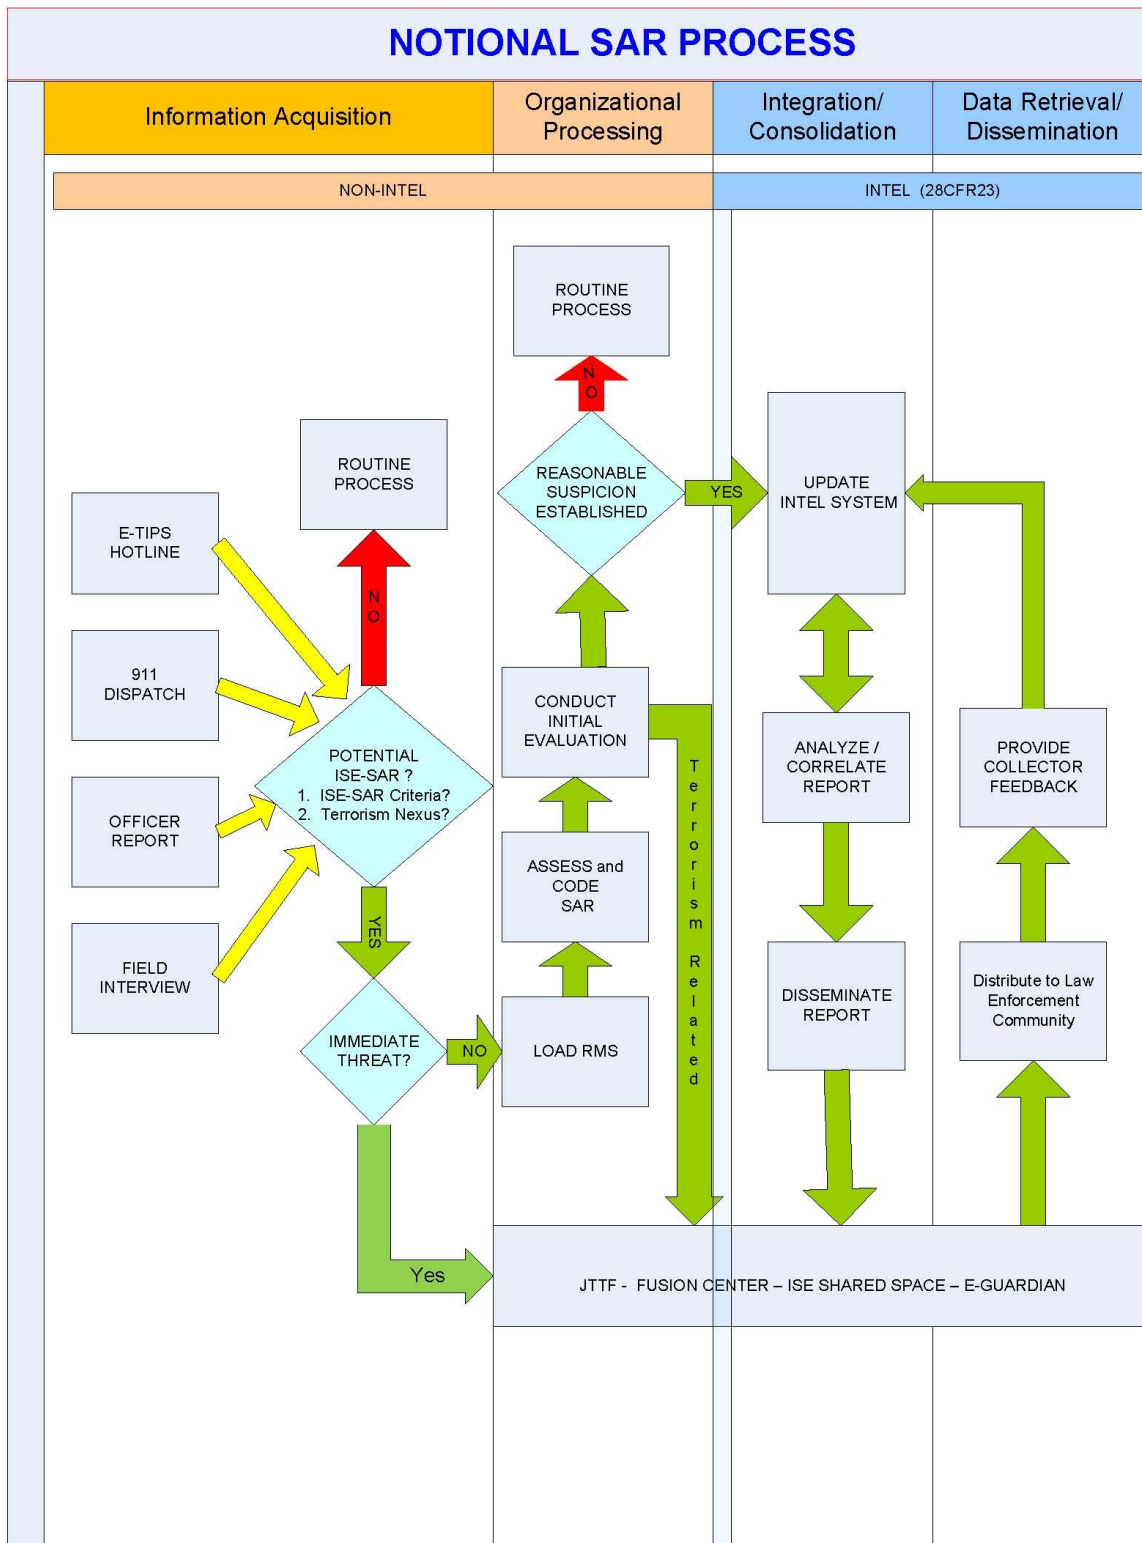 NOTIONAL SAR PROCESS
Information Acquisition
Organizational
Processing
Integration/
Consolidation
Data Retrieval/
Dissemination
NON-INTEL
INTEL (28CFR23)
E-TIPS
HOTLINE
911
DISPATCH
OFFICER
REPORT
FIELD
INTERVIEW
ROUTINE
PROCESS
NO
POTENTIAL
ISE-SAR ?
1. ISE-SAR Criteria?
2. Terrorism Nexus?
YES
IMMEDIATE
THREAT?
NO
Yes
ROUTINE
PROCESS
NO
REASONABLE
SUSPICION
ESTABLISHED
YES
CONDUCT
INITIAL
EVALUATION
ASSESS and
CODE
SAR
LOAD RMS
Terrorism Related
UPDATE
INTEL SYSTEM
ANALYZE /
CORRELATE
REPORT
DISSEMINATE
REPORT
PROVIDE
COLLECTOR
FEEDBACK
Distribute to Law
Enforcement
Community
JTTF - FUSION CENTER – ISE SHARED SPACE – E-GUARDIAN